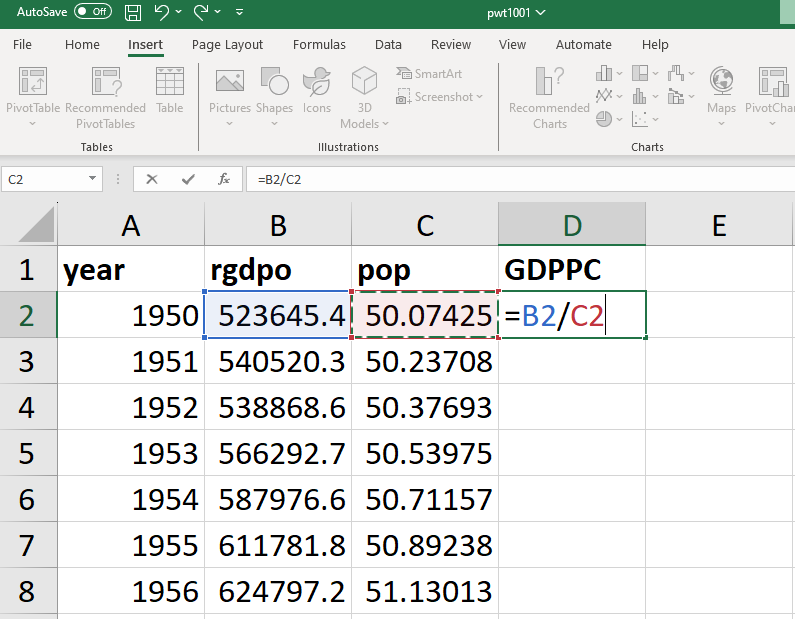 AutoSave Off pwt1001
File Home Insert Page Layout Formulas Data Review View Automate Help
PivotTable Recommended PivotTables Table Pictures Shapes Icons 3D Models SmartArt Screenshot Recommended Charts Maps PivotChar
Tables Illustrations Charts
C2 fx =B2/C2
A B C D E
1 year rgdpo pop GDPPC
2 1950 523645.4 50.07425 =B2/C2
3 1951 540520.3 50.23708
4 1952 538868.6 50.37693
5 1953 566292.7 50.53975
6 1954 587976.6 50.71157
7 1955 611781.8 50.89238
8 1956 624797.2 51.13013